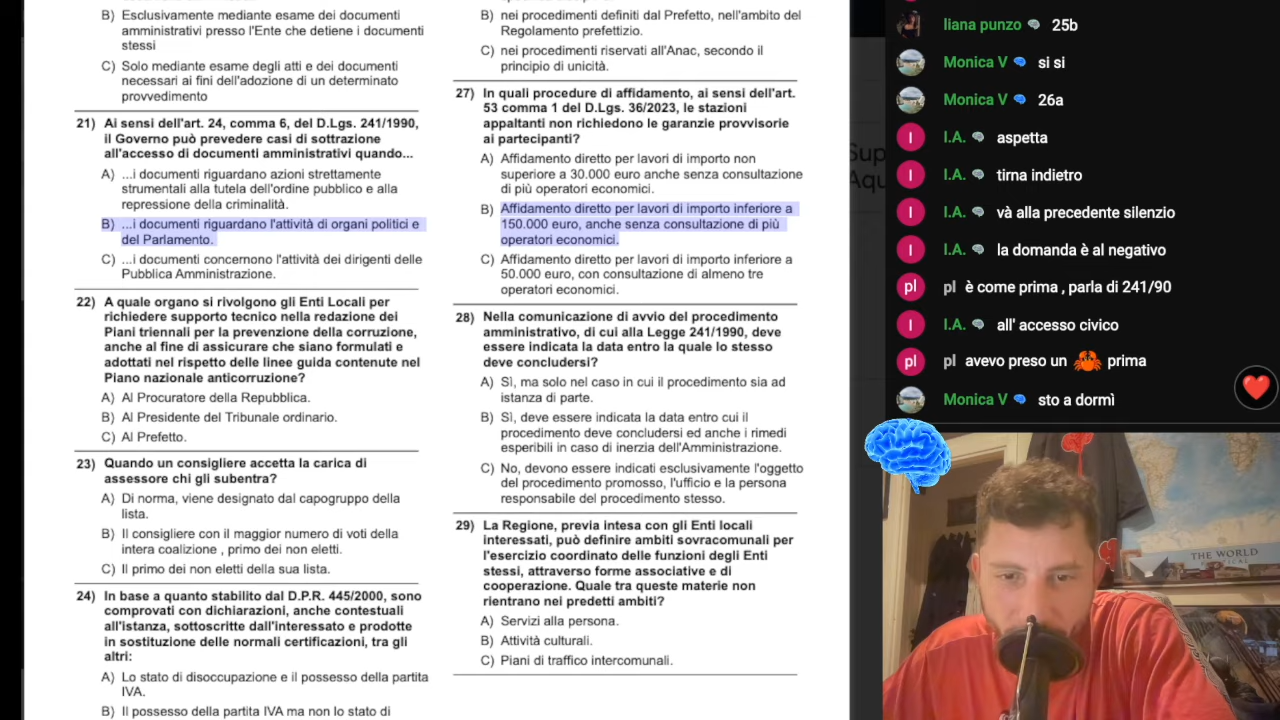 B) Esclusivamente mediante esame dei documenti
amministrativi presso l'Ente che detiene i documenti
stessi
C) Solo mediante esame degli atti e dei documenti
necessari ai fini dell'adozione di un determinato
provvedimento
21) Ai sensi dell'art. 24, comma 6, del D.Lgs. 241/1990,
il Governo può prevedere casi di sottrazione
all'accesso di documenti amministrativi quando...
A) ...i documenti riguardano azioni strettamente
strumentali alla tutela dell'ordine pubblico e alla
repressione della criminalità.
B) ...i documenti riguardano l'attività di organi politici e
del Parlamento.
C) ...i documenti concernono l'attività dei dirigenti delle
Pubblica Amministrazione.
22) A quale organo si rivolgono gli Enti Locali per
richiedere supporto tecnico nella redazione dei
Piani triennali per la prevenzione della corruzione,
anche al fine di assicurare che siano formulati e
adottati nel rispetto delle linee guida contenute nel
Piano nazionale anticorruzione?
A) Al Procuratore della Repubblica.
B) Al Presidente del Tribunale ordinario.
C) Al Prefetto.
23) Quando un consigliere accetta la carica di
assessore chi gli subentra?
A) Di norma, viene designato dal capogruppo della
lista.
B) Il consigliere con il maggior numero di voti della
intera coalizione , primo dei non eletti.
C) Il primo dei non eletti della sua lista.
24) In base a quanto stabilito dal D.P.R. 445/2000, sono
comprovati con dichiarazioni, anche contestuali
all'istanza, sottoscritte dall'interessato e prodotte
in sostituzione delle normali certificazioni, tra gli
altri:
A) Lo stato di disoccupazione e il possesso della partita
IVA.
B) Il possesso della partita IVA ma non lo stato di
B) nei procedimenti definiti dal Prefetto, nell'ambito del
Regolamento prefettizio.
C) nei procedimenti riservati all'Anac, secondo il
principio di unicità.
27) In quali procedure di affidamento, ai sensi dell'art.
53 comma 1 del D.Lgs. 36/2023, le stazioni
appaltanti non richiedono le garanzie provvisorie
ai partecipanti?
A) Affidamento diretto per lavori di importo non
superiore a 30.000 euro anche senza consultazione
di più operatori economici.
B) Affidamento diretto per lavori di importo inferiore a
150.000 euro, anche senza consultazione di più
operatori economici.
C) Affidamento diretto per lavori di importo inferiore a
50.000 euro, con consultazione di almeno tre
operatori economici.
28) Nella comunicazione di avvio del procedimento
amministrativo, di cui alla Legge 241/1990, deve
essere indicata la data entro la quale lo stesso
deve concludersi?
A) Sì, ma solo nel caso in cui il procedimento sia ad
istanza di parte.
B) Sì, deve essere indicata la data entro cui il
procedimento deve concludersi ed anche i rimedi
esperibili in caso di inerzia dell'Amministrazione.
C) No, devono essere indicati esclusivamente l'oggetto
del procedimento promosso, l'ufficio e la persona
responsabile del procedimento stesso.
29) La Regione, previa intesa con gli Enti locali
interessati, può definire ambiti sovracomunali per
l'esercizio coordinato delle funzioni degli Enti
stessi, attraverso forme associative e di
cooperazione. Quale tra queste materie non
rientrano nei predetti ambiti?
A) Servizi alla persona.
B) Attività culturali.
C) Piani di traffico intercomunali.
Sup
Aqu
liana punzo 25b
Monica V si si
Monica V 26a
I I.A. aspetta
I I.A. tirna indietro
I I.A. và alla precedente silenzio
I I.A. la domanda è al negativo
pl pl è come prima , parla di 241/90
I I.A. all' accesso civico
pl pl avevo preso un 🦀 prima
Monica V sto a dormì
THE WORLD